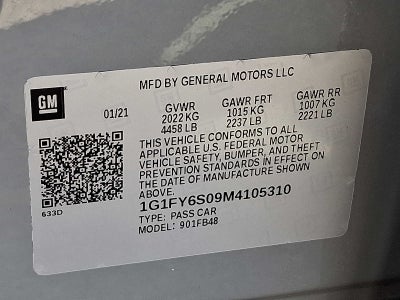 MFD BY GENERAL MOTORS LLC
GM
01/21
GVWR GAWR FRT GAWR RR
2022 KG 1015 KG 1007 KG
4458 LB 2237 LB 2221 LB
THIS VEHICLE CONFORMS TO ALL
APPLICABLE U.S. FEDERAL MOTOR
VEHICLE SAFETY, BUMPER, AND THEFT
PREVENTION STANDARDS IN EFFECT ON
THE DATE OF MANUFACTURE SHOWN
ABOVE.
633D
1G1FY6S09M4105310
TYPE: PASS CAR
MODEL: 901FB48